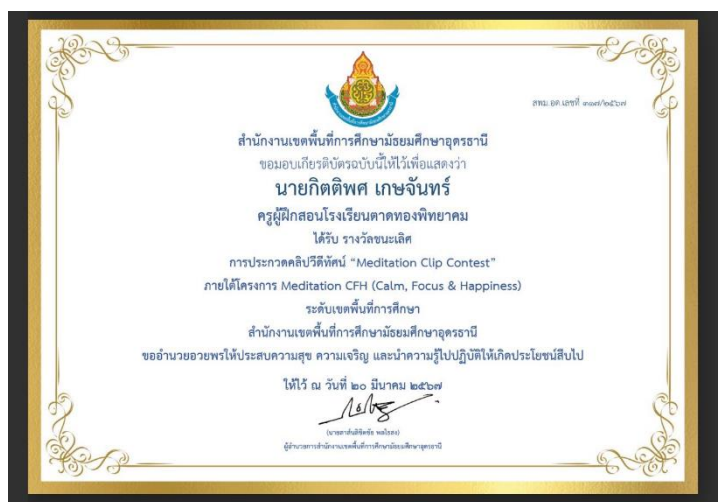 สพม.อด.เลขที่ ๓๑๗/๒๕๖๗
สำนักงานเขตพื้นที่การศึกษามัธยมศึกษาอุดรธานี
ขอมอบเกียรติบัตรฉบับนี้ให้ไว้เพื่อแสดงว่า
นายกิตติพศ เกษจันทร์
ครูผู้ฝึกสอนโรงเรียนตาดทองพิทยาคม
ได้รับ รางวัลชนะเลิศ
การประกวดคลิปวีดีทัศน์ “Meditation Clip Contest”
ภายใต้โครงการ Meditation CFH (Calm, Focus & Happiness)
ระดับเขตพื้นที่การศึกษา
สำนักงานเขตพื้นที่การศึกษามัธยมศึกษาอุดรธานี
ขออำนวยอวยพรให้ประสบความสุข ความเจริญ และนำความรู้ไปปฏิบัติให้เกิดประโยชน์สืบไป
ให้ไว้ ณ วันที่ ๒๐ มีนาคม ๒๕๖๗
ผู้อำนวยการสำนักงานเขตพื้นที่การศึกษามัธยมศึกษาอุดรธานี